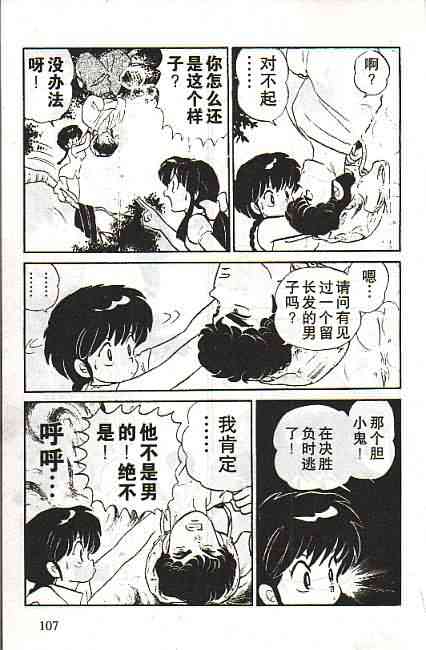 啊?
对不起
……
你怎么还
是这个样
子?
没办法
呀!
嗯…
请问有见
过一个留
长发的男
子吗?
……
……
那个胆
小鬼!
在决胜
负时逃
了!
…我肯定
……
他不是男
的!绝不
是!
呼呼…
107